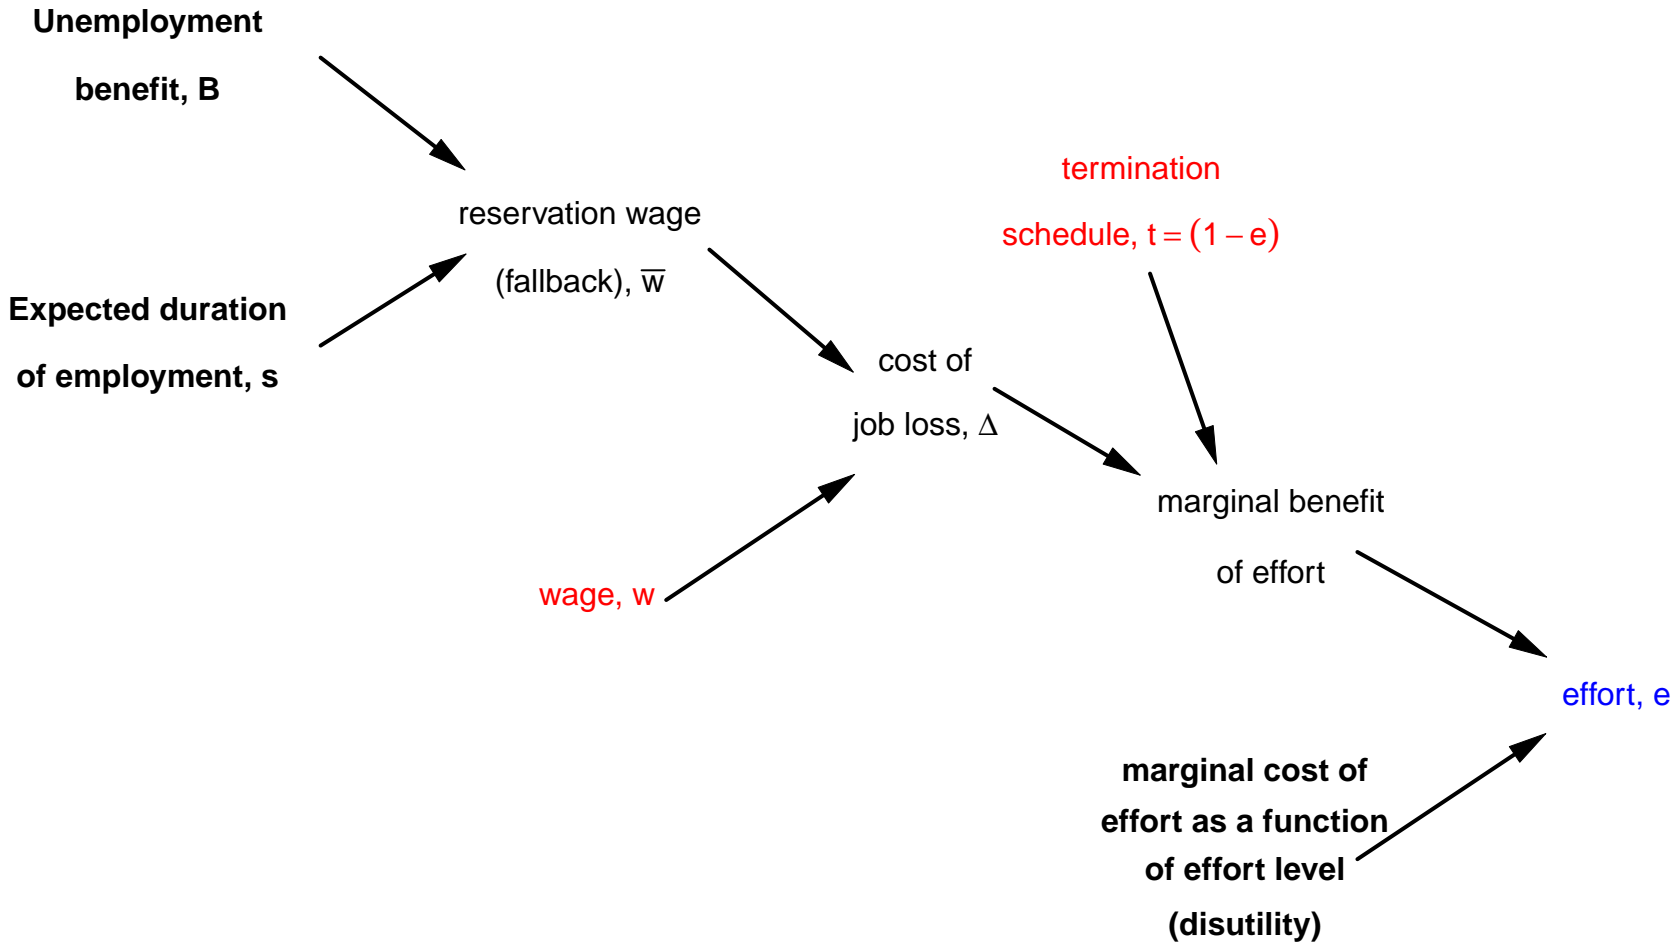 Unemployment
benefit, B
termination
schedule, t = (1 – e)
reservation wage
(fallback), w̅
Expected duration
of employment, s
cost of
job loss, Δ
wage, w
marginal benefit
of effort
effort, e
marginal cost of
effort as a function
of effort level
(disutility)